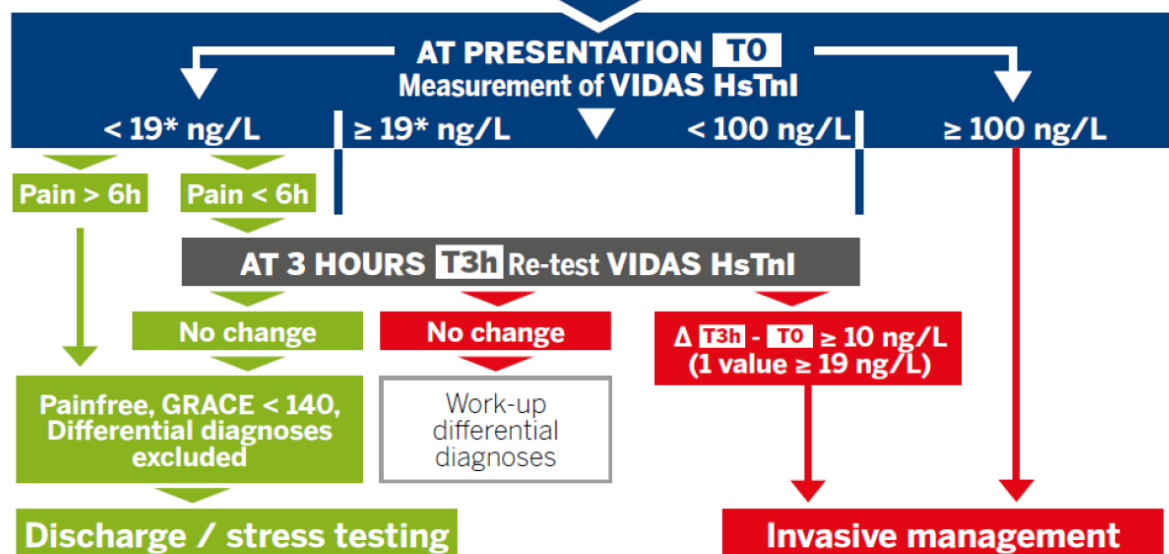 AT PRESENTATION T0
Measurement of VIDAS HsTnI
< 19* ng/L
≥ 19* ng/L
< 100 ng/L
≥ 100 ng/L
Pain > 6h
Pain < 6h
AT 3 HOURS T3h Re-test VIDAS HsTnI
No change
No change
Δ T3h - T0 ≥ 10 ng/L
(1 value ≥ 19 ng/L)
Painfree, GRACE < 140,
Differential diagnoses
excluded
Work-up
differential
diagnoses
Discharge / stress testing
Invasive management